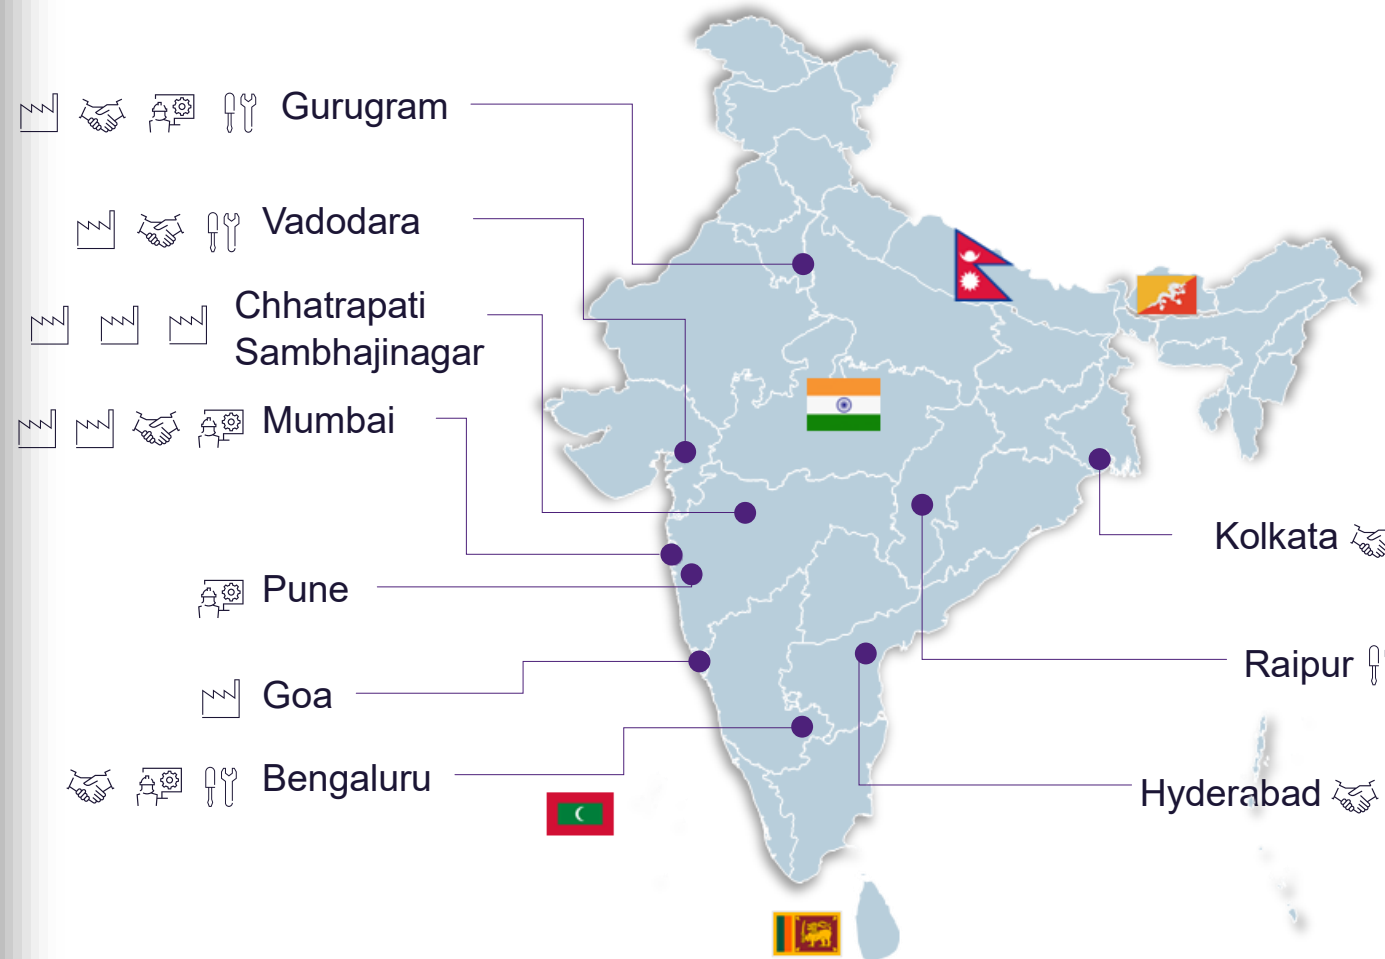 Gurugram
Vadodara
Chhatrapati
Sambhajinagar
Mumbai
Pune
Goa
Bengaluru
Kolkata
Raipur
Hyderabad